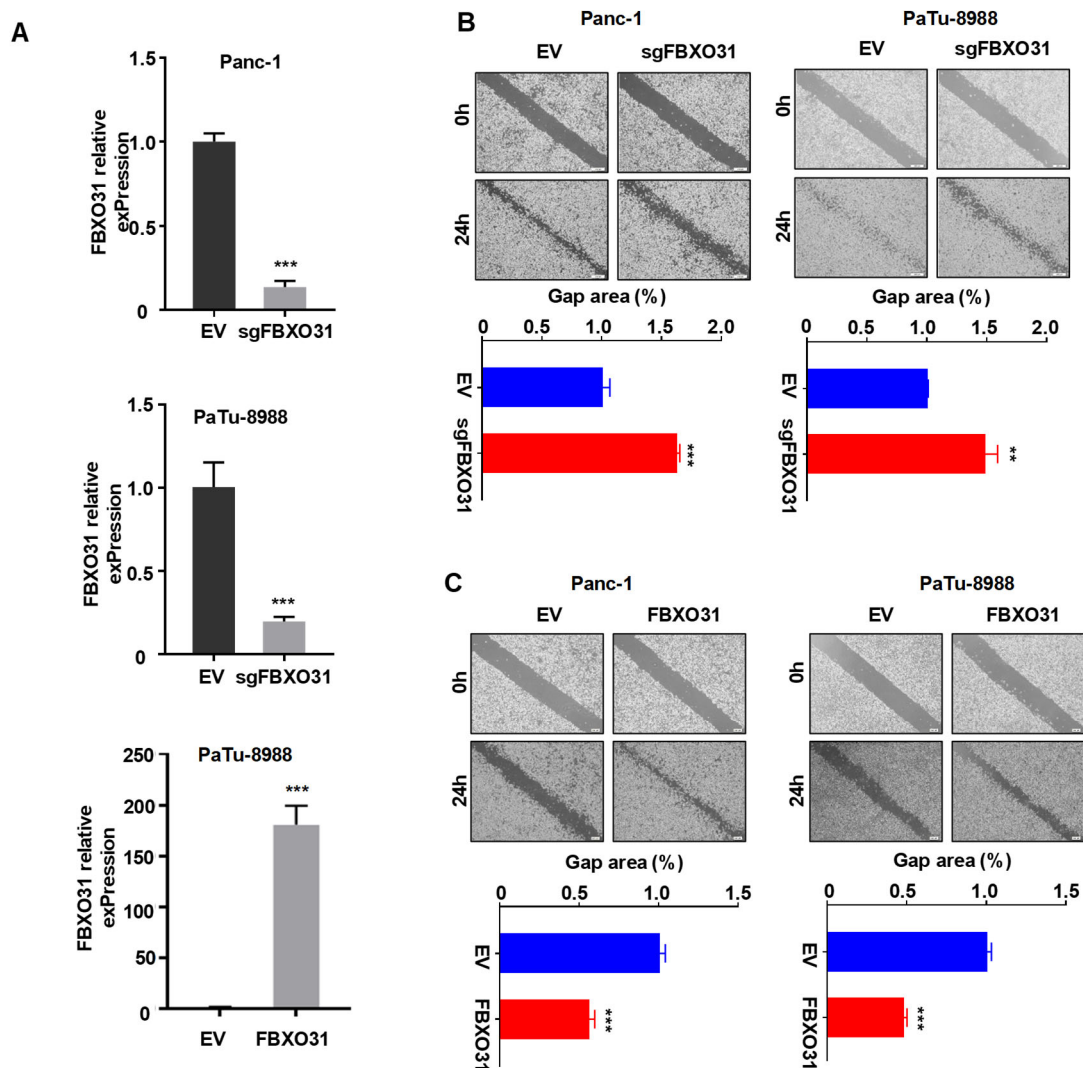 A
Panc-1
FBXO31 relative
exPression
1.5
1.0
0.5
0
***
EV sgFBXO31
PaTu-8988
FBXO31 relative
exPression
1.5
1.0
0.5
0
***
EV sgFBXO31
PaTu-8988
FBXO31 relative
exPression
250
200
150
100
50
0
***
EV FBXO31
B
Panc-1
EV sgFBXO31
0h
24h
Gap area (%)
0 0.5 1.0 1.5 2.0
EV
sgFBXO31
***
PaTu-8988
EV sgFBXO31
0h
24h
Gap area (%)
0 0.5 1.0 1.5 2.0
EV
sgFBXO31
**
C
Panc-1
EV FBXO31
0h
24h
Gap area (%)
0 0.5 1.0 1.5
EV
FBXO31
***
PaTu-8988
EV FBXO31
0h
24h
Gap area (%)
0 0.5 1.0 1.5
EV
FBXO31
***